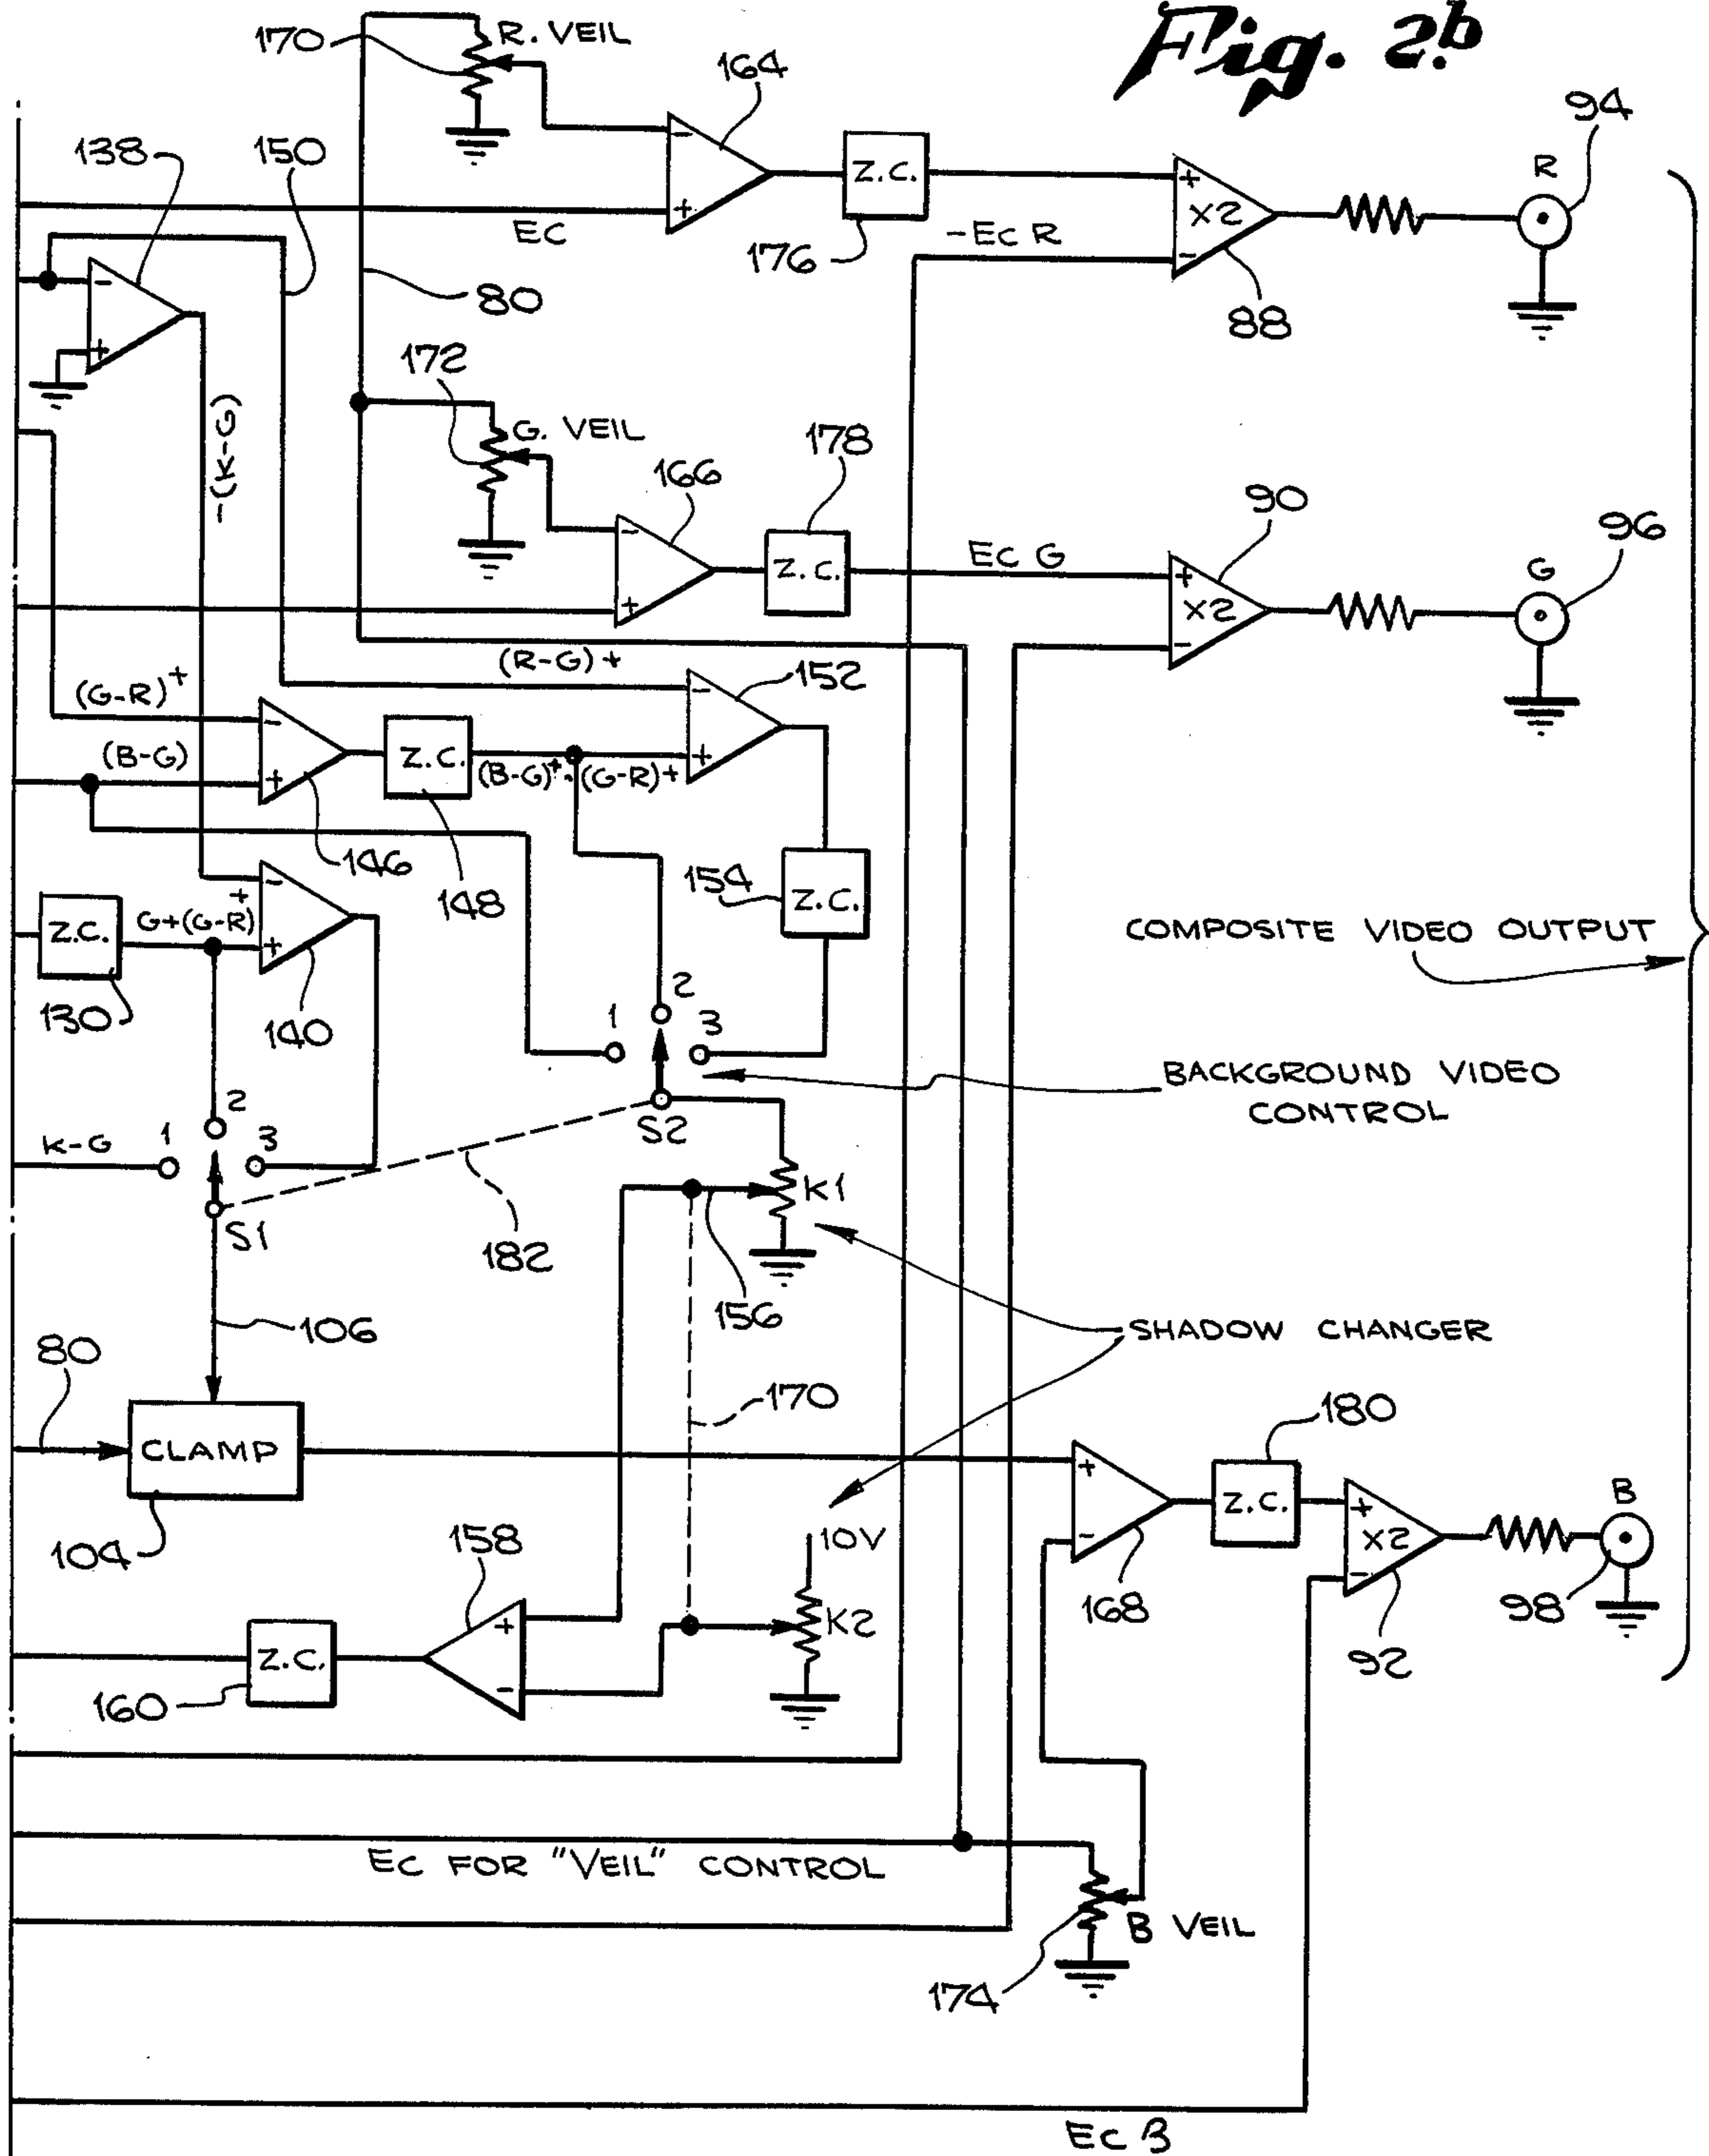 Fig. 2b
170
R. VEIL
164
94
138
150
-
Z.C.
+
X2
R
+
EC
176
-EC R
-
88
-
+
80
172
G. VEIL
178
-(K-G)
166
90
96
-
Z.C.
EC G
+
X2
G
+
-
(R-G)+
152
(G-R)+
-
-
(B-G)
Z.C.
(B-G)+-(G-R)+
+
+
146
148
154
Z.C.
-
Z.C.
G+(G-R)+
+
130
140
COMPOSITE VIDEO OUTPUT
2
1
3
BACKGROUND VIDEO
CONTROL
S2
2
K-G
1
3
S1
182
K1
156
106
SHADOW CHANGER
80
170
180
CLAMP
+
Z.C.
+
X2
B
104
158
10V
-
-
168
98
+
K2
92
Z.C.
-
160
EC FOR "VEIL" CONTROL
B VEIL
174
EC B